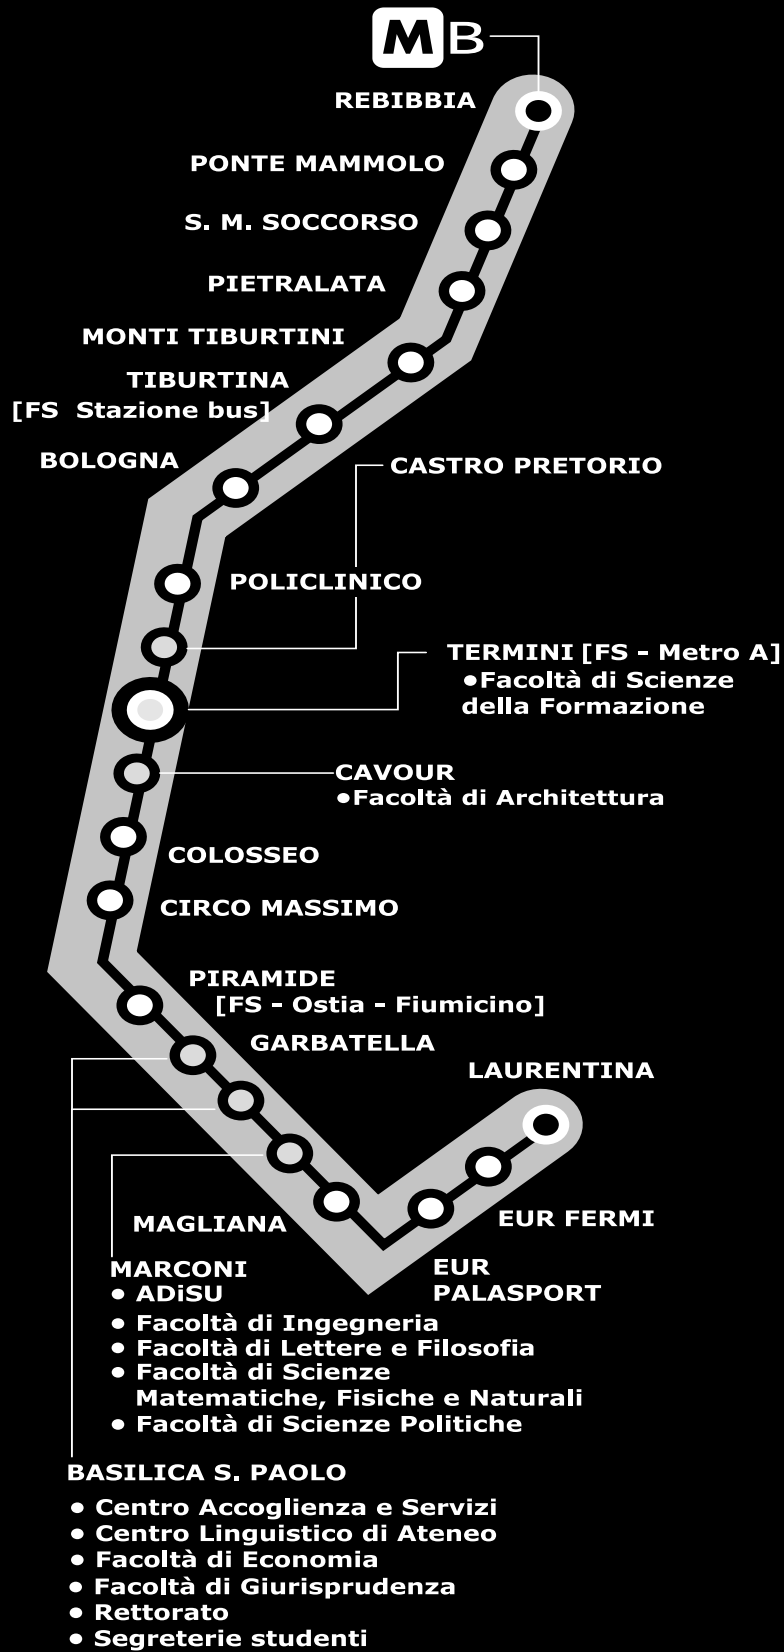 M B
REBIBBIA
PONTE MAMMOLO
S. M. SOCCORSO
PIETRALATA
MONTI TIBURTINI
TIBURTINA
[FS Stazione bus]
BOLOGNA
CASTRO PRETORIO
POLICLINICO
TERMINI [FS - Metro A]
•Facoltà di Scienze
della Formazione
CAVOUR
•Facoltà di Architettura
COLOSSEO
CIRCO MASSIMO
PIRAMIDE
[FS - Ostia - Fiumicino]
GARBATELLA
LAURENTINA
MAGLIANA
EUR FERMI
EUR
PALASPORT
MARCONI
• ADiSU
• Facoltà di Ingegneria
• Facoltà di Lettere e Filosofia
• Facoltà di Scienze
Matematiche, Fisiche e Naturali
• Facoltà di Scienze Politiche
BASILICA S. PAOLO
• Centro Accoglienza e Servizi
• Centro Linguistico di Ateneo
• Facoltà di Economia
• Facoltà di Giurisprudenza
• Rettorato
• Segreterie studenti